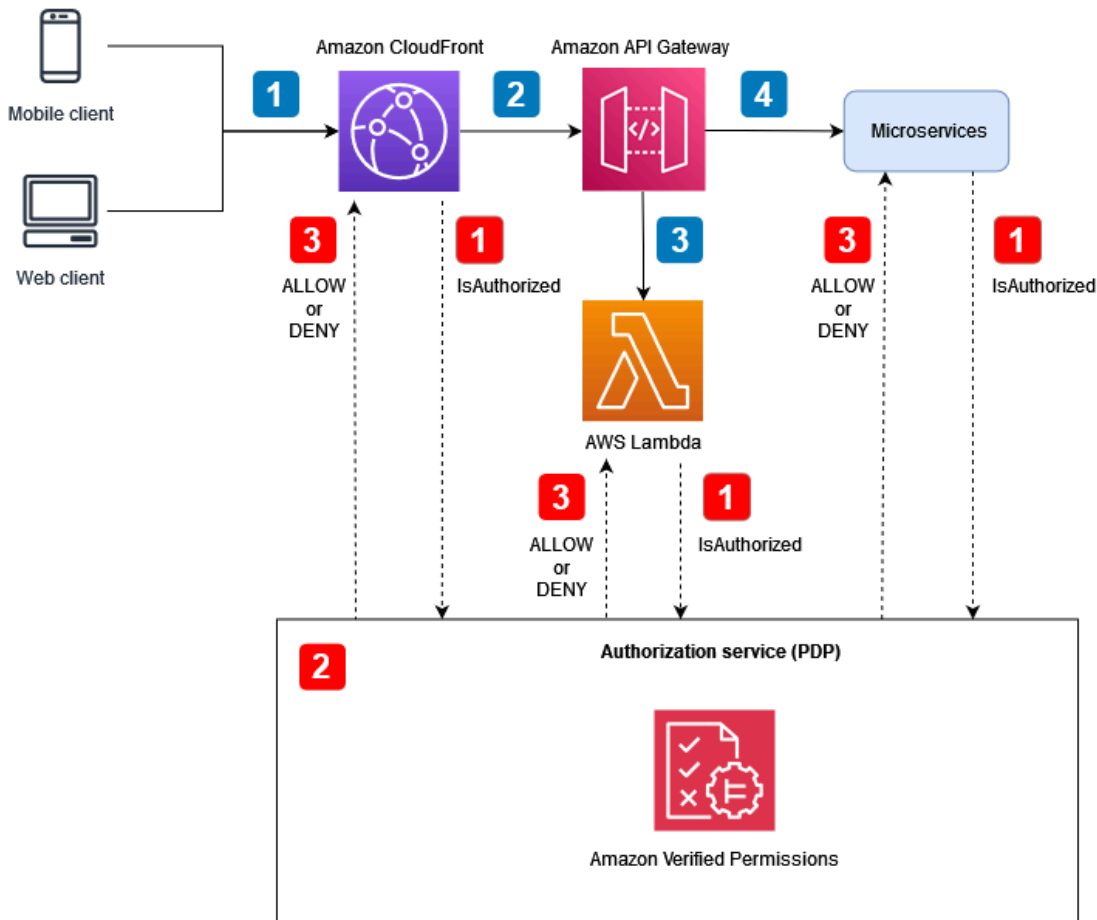 Amazon CloudFront
Amazon API Gateway
1
2
4
Mobile client
Microservices
Web client
3
1
3
3
1
ALLOW
or
DENY
IsAuthorized
ALLOW
or
DENY
IsAuthorized
</>
AWS Lambda
3
1
ALLOW
or
DENY
IsAuthorized
2
Authorization service (PDP)
Amazon Verified Permissions